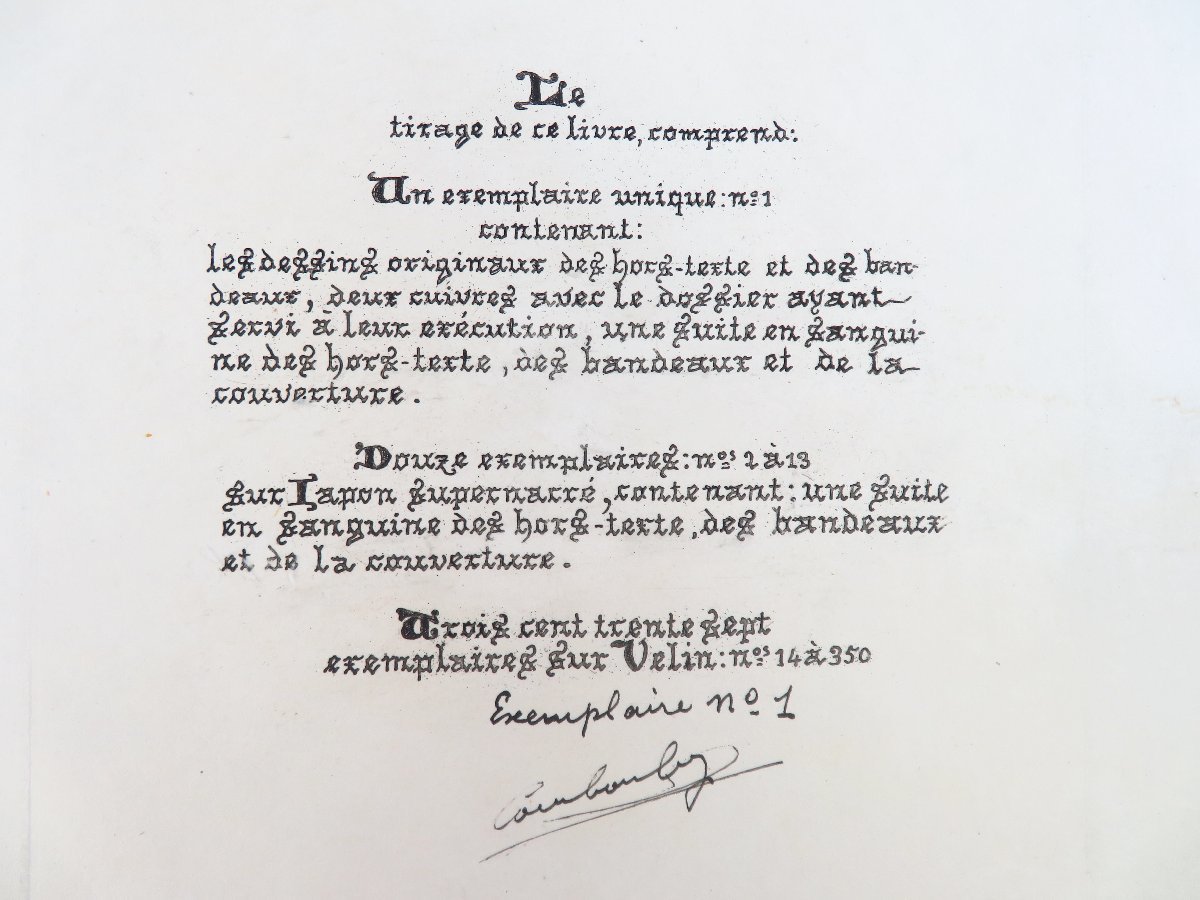 Le
tirage de ce livre, comprend:
Un exemplaire unique: nº 1
contenant:
les dessins originaux des hors-texte et des ban-
deaux, deux cuivres avec le dossier ayant
servi à leur exécution, une suite en sangui-
ne des hors-texte, des bandeaux et de la
couverture.
Douze exemplaires: nos 2 à 13
sur Japon supernacré, contenant: une suite
en sanguine des hors-texte, des bandeaux
et de la couverture.
Trois cent trente sept
exemplaires sur Velin: nos 14 à 350
Exemplaire nº 1